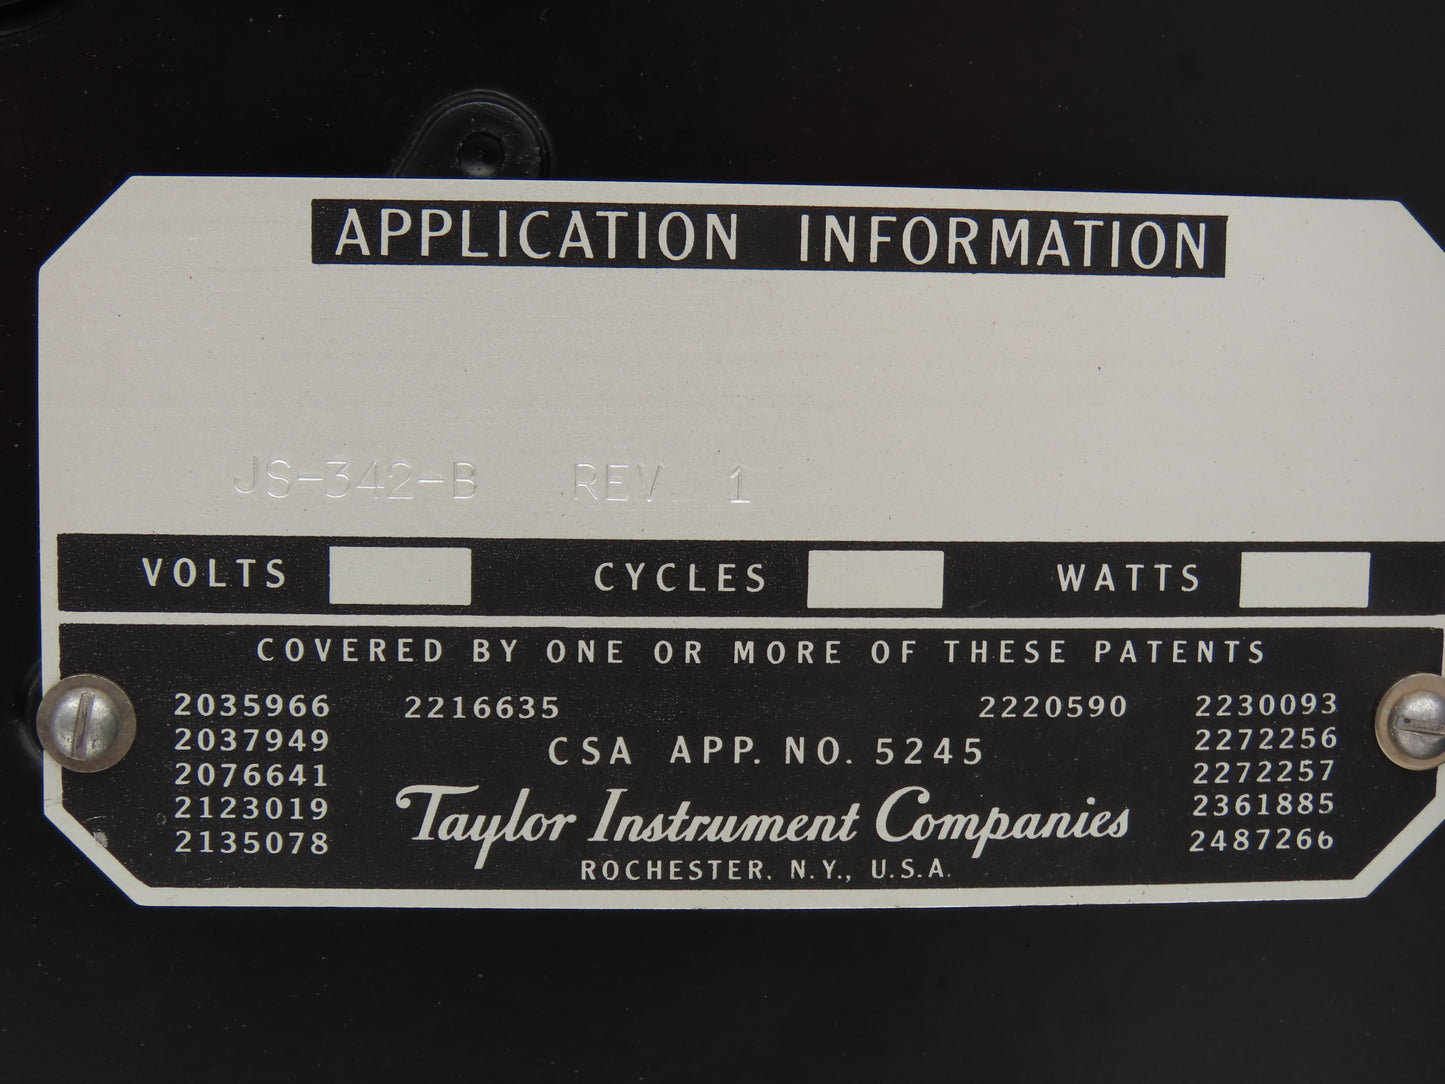 APPLICATION INFORMATION
JS-342-B REV. 1
VOLTS CYCLES WATTS
COVERED BY ONE OR MORE OF THESE PATENTS
2035966 2216635 2220590 2230093
2037949 CSA APP. NO. 5245 2272256
2076641 2272257
2123019 Taylor Instrument Companies 2361885
2135078 2487266
ROCHESTER, N.Y., U.S.A.